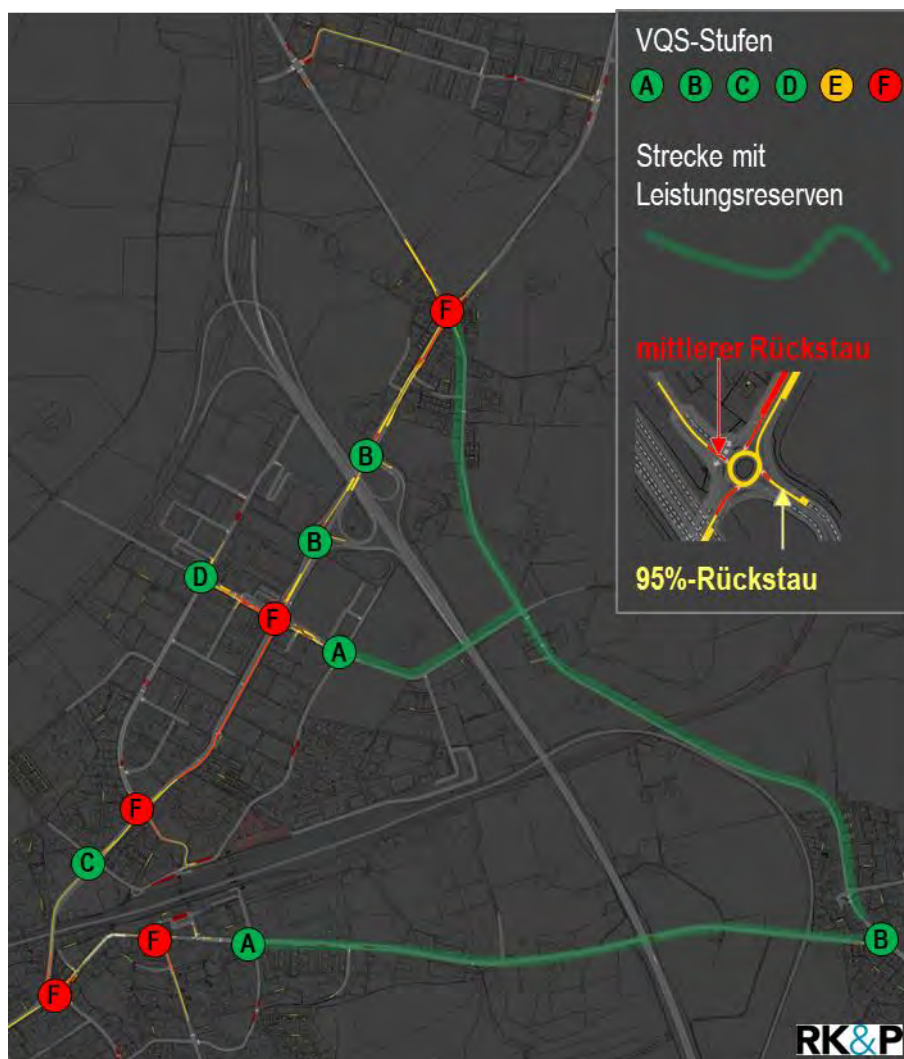 VQS-Stufen
A B C D E F
Strecke mit
Leistungsreserven
mittlerer Rückstau
95%-Rückstau
F
B
B
D
F
A
F
C
F
A
B
F
RK&P